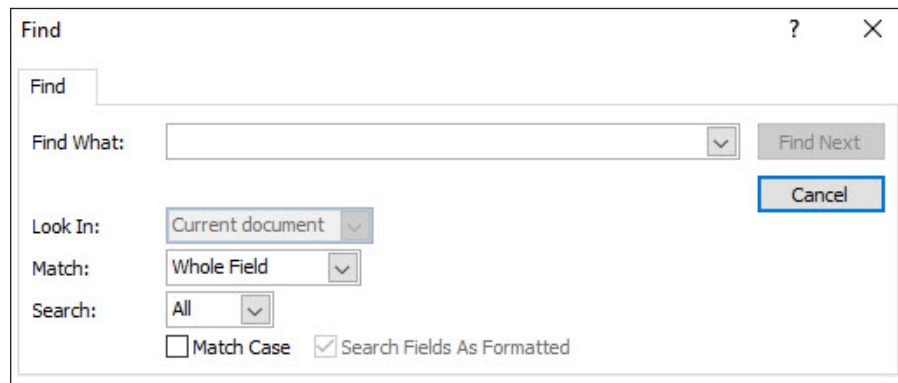 Find ?
Find
Find What: Find Next
Cancel
Look In: Current document
Match: Whole Field
Search: All
Match Case Search Fields As Formatted